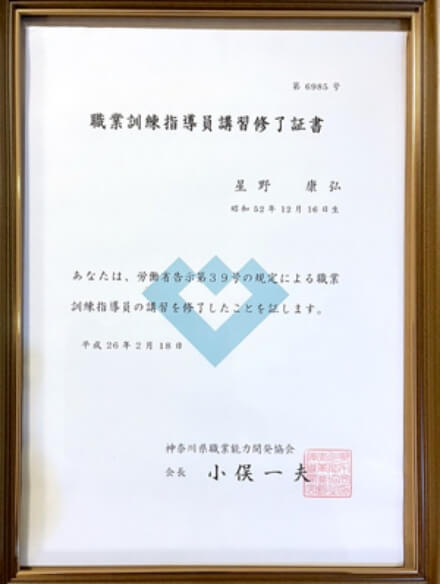 第 6985 号
職業訓練指導員講習修了証書
星野 康弘
昭和 52 年 12 月 16 日生
あなたは、労働省告示第39号の規定による職業
訓練指導員の講習を修了したことを証します。
平成 26 年 2 月 18 日
神奈川県職業能力開発協会
会長 小俣一夫